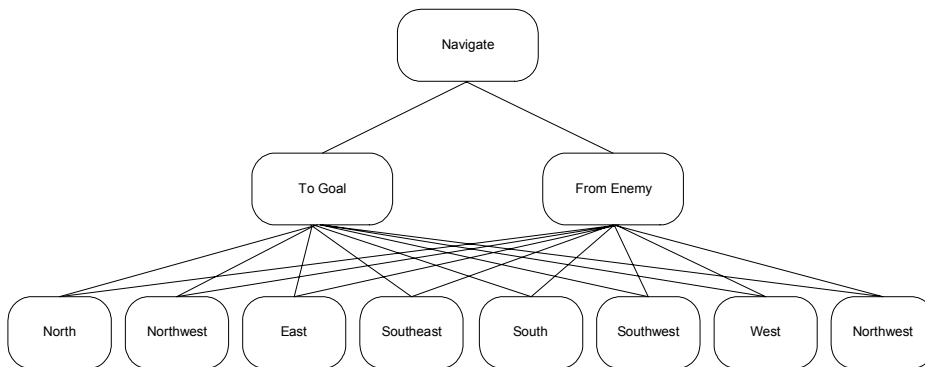 Navigate
To Goal
From Enemy
North
Northwest
East
Southeast
South
Southwest
West
Northwest